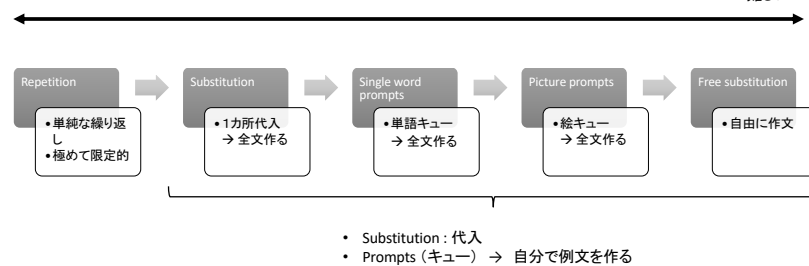 Repetition
•単純な繰り返
し
•極めて限定的
Substitution
•1カ所代入
→ 全文作る
Single word
prompts
•単語キュー
→ 全文作る
Picture prompts
•絵キュー
→ 全文作る
Free substitution
•自由に作文
• Substitution : 代入
• Prompts (キュー) → 自分で例文を作る